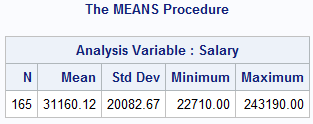 The MEANS Procedure
Analysis Variable : Salary
N Mean Std Dev Minimum Maximum
165 31160.12 20082.67 22710.00 243190.00